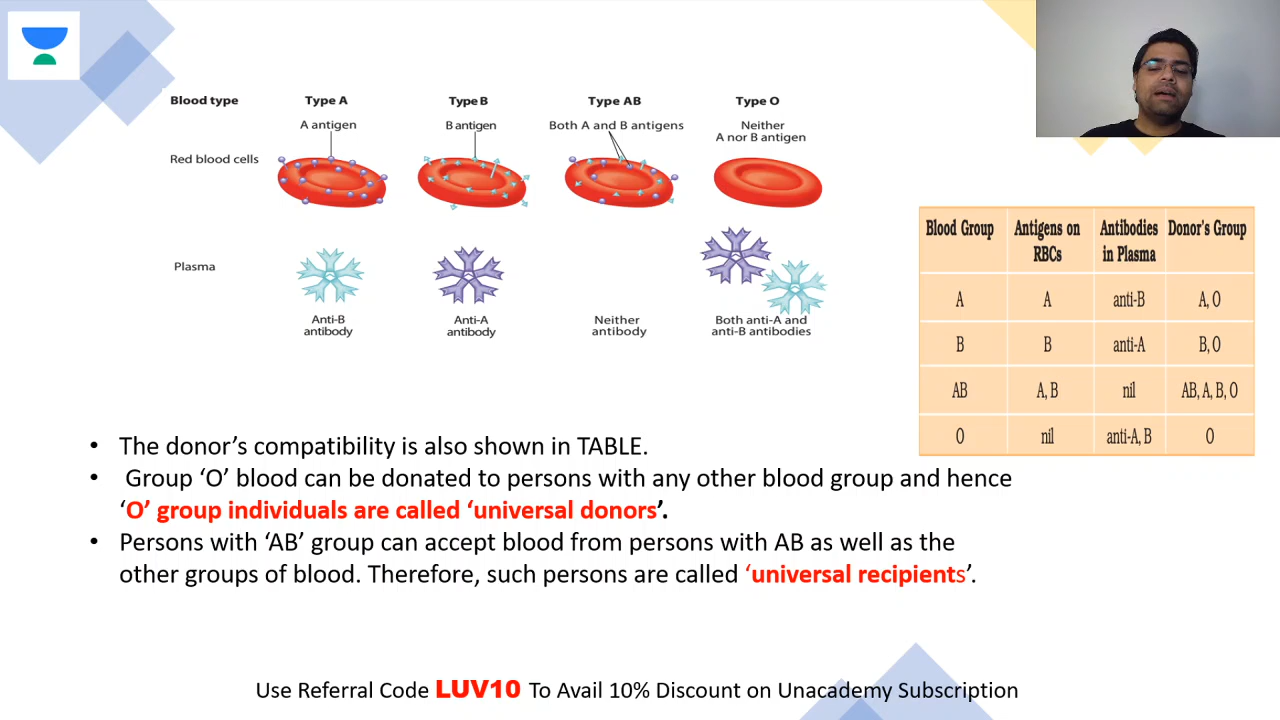 Blood type Type A Type B Type AB Type O
A antigen B antigen Both A and B antigens Neither
A nor B antigen
Red blood cells
Plasma
Anti-B
antibody
Anti-A
antibody
Neither
antibody
Both anti-A and
anti-B antibodies
Blood Group Antigens on Antibodies Donor's Group
RBCs in Plasma
A A anti-B A, O
B B anti-A B, O
AB A, B nil AB, A, B, O
O nil anti-A, B O
• The donor’s compatibility is also shown in TABLE.
• Group ‘O’ blood can be donated to persons with any other blood group and hence
‘O’ group individuals are called ‘universal donors’.
• Persons with ‘AB’ group can accept blood from persons with AB as well as the
other groups of blood. Therefore, such persons are called ‘universal recipients’.
Use Referral Code LUV10 To Avail 10% Discount on Unacademy Subscription